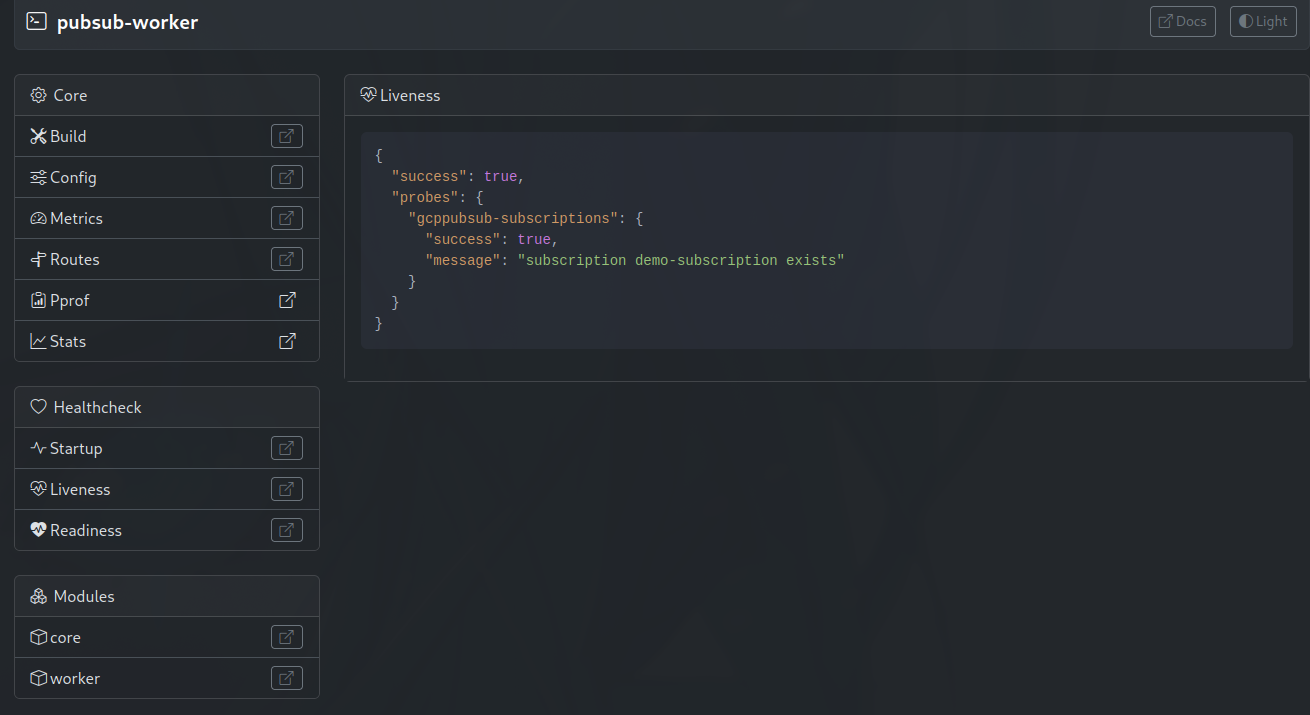 pubsub-worker
Docs
Light
Core
Build
Config
Metrics
Routes
Pprof
Stats
Healthcheck
Startup
Liveness
Readiness
Modules
core
worker
Liveness
{
  "success": true,
  "probes": {
    "gcppubsub-subscriptions": {
      "success": true,
      "message": "subscription demo-subscription exists"
    }
  }
}